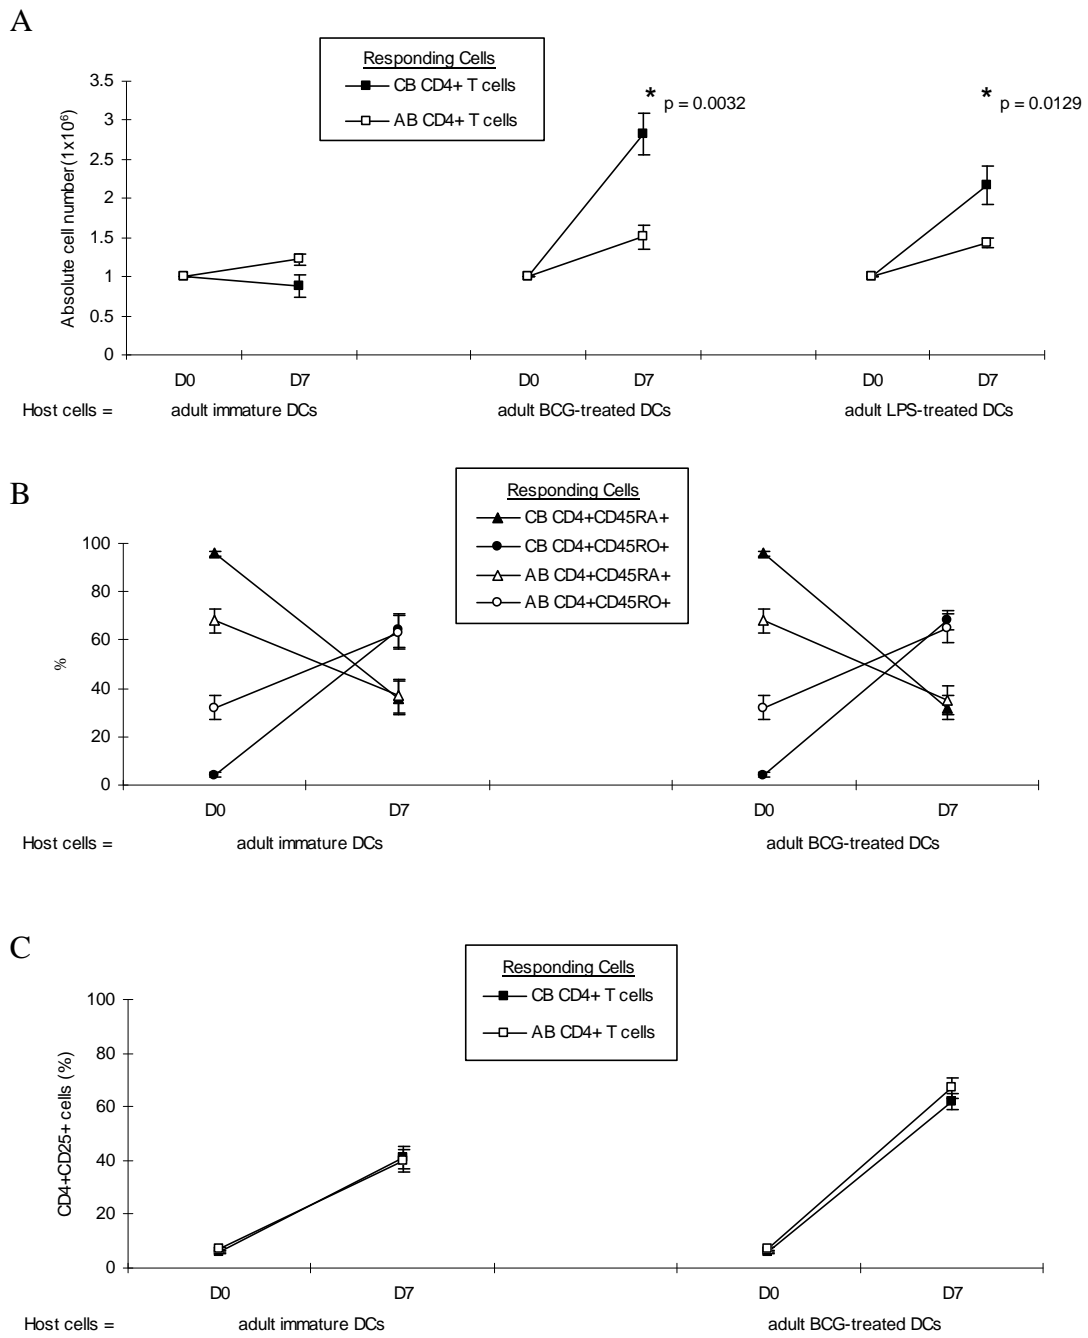 A
Responding Cells
CB CD4+ T cells
AB CD4+ T cells
Absolute cell number (1x10⁶)
3.5
3
2.5
2
1.5
1
0.5
0
* p = 0.0032
* p = 0.0129
D0 D7 D0 D7 D0 D7
Host cells = adult immature DCs adult BCG-treated DCs adult LPS-treated DCs
B
Responding Cells
CB CD4+CD45RA+
CB CD4+CD45RO+
AB CD4+CD45RA+
AB CD4+CD45RO+
%
100
80
60
40
20
0
D0 D7 D0 D7
Host cells = adult immature DCs adult BCG-treated DCs
C
Responding Cells
CB CD4+ T cells
AB CD4+ T cells
CD4+CD25+ cells (%)
100
80
60
40
20
0
D0 D7 D0 D7
Host cells = adult immature DCs adult BCG-treated DCs